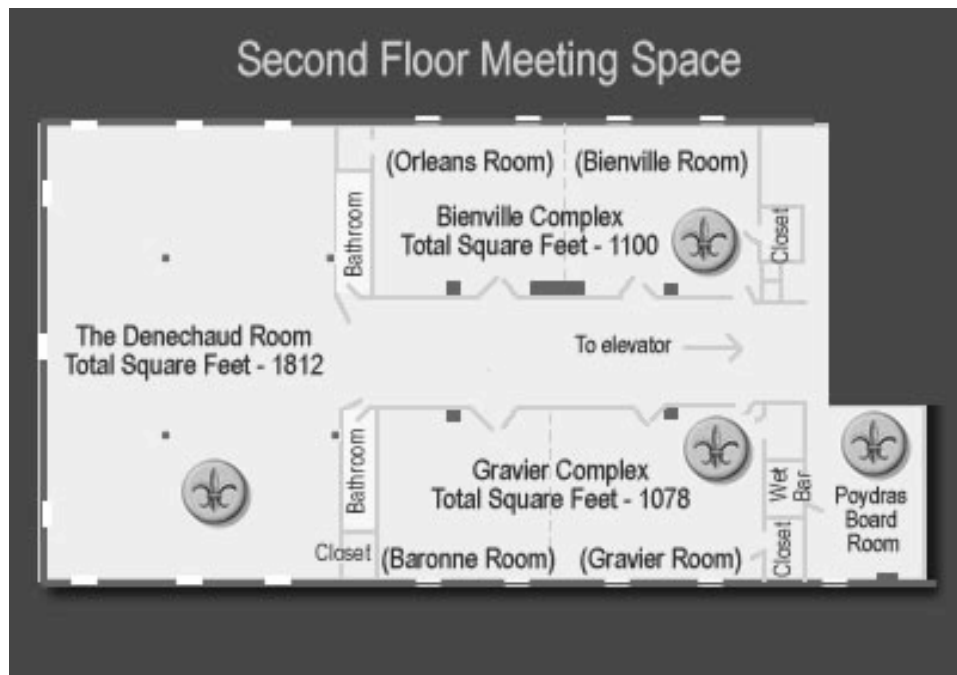 Second Floor Meeting Space
(Orleans Room)
(Bienville Room)
Bathroom
Bienville Complex
Total Square Feet - 1100
Closet
The Denechaud Room
Total Square Feet - 1812
To elevator
Bathroom
Closet
Gravier Complex
Total Square Feet - 1078
(Baronne Room)
(Gravier Room)
Wet
Bar
Closet
Poydras
Board
Room